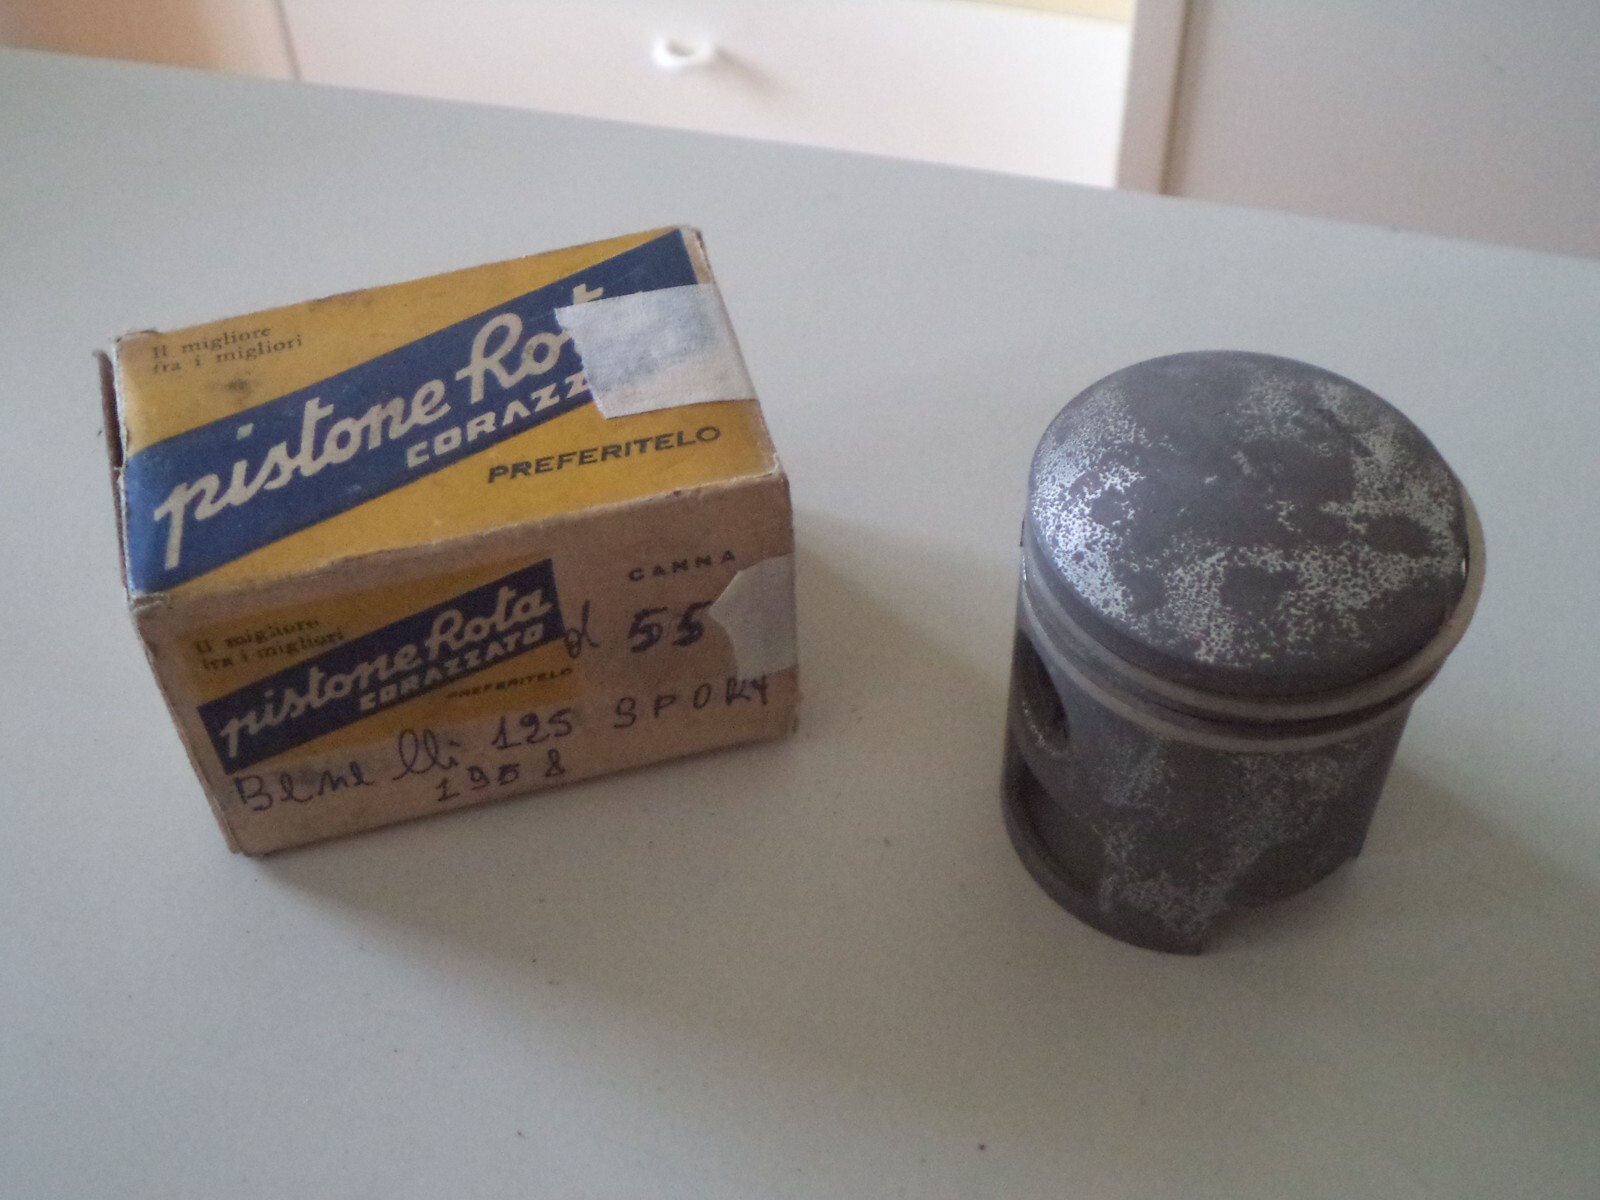 Il migliore
fra i migliori
pistone Rota
CORAZZ
PREFERITELO
Il migliore
fra i migliori
pistone Rota
CORAZZATO
PREFERITELO
CANNA
ø 55
Benelli 125 SPORT
1958